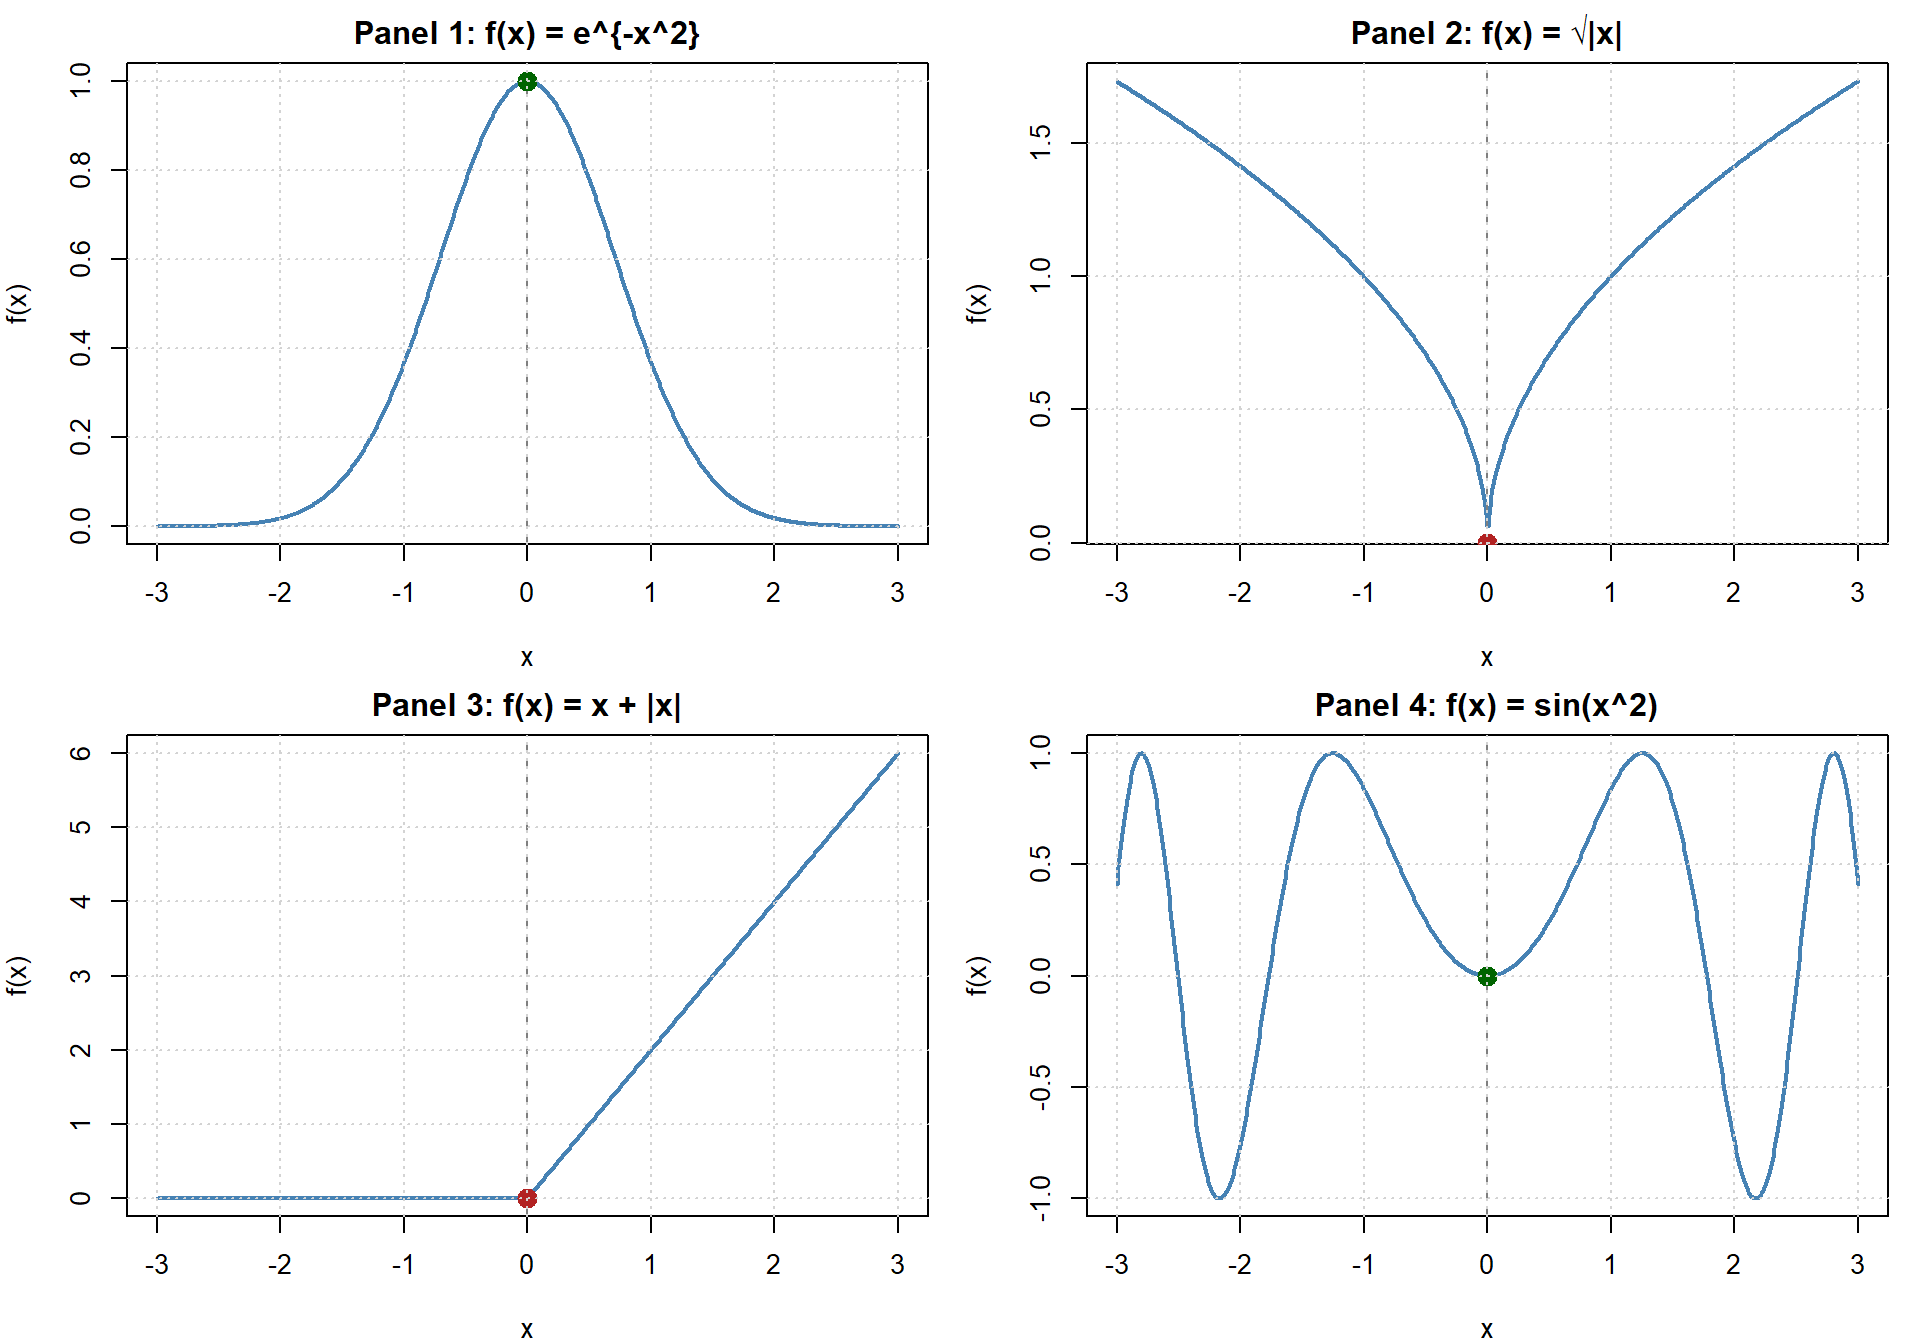 Panel 1: f(x) = e^{-x^2}
f(x)
1.0
0.8
0.6
0.4
0.2
0.0
-3 -2 -1 0 1 2 3
x
Panel 2: f(x) = √|x|
f(x)
1.5
1.0
0.5
0.0
-3 -2 -1 0 1 2 3
x
Panel 3: f(x) = x + |x|
f(x)
6
5
4
3
2
1
0
-3 -2 -1 0 1 2 3
x
Panel 4: f(x) = sin(x^2)
f(x)
1.0
0.5
0.0
-0.5
-1.0
-3 -2 -1 0 1 2 3
x